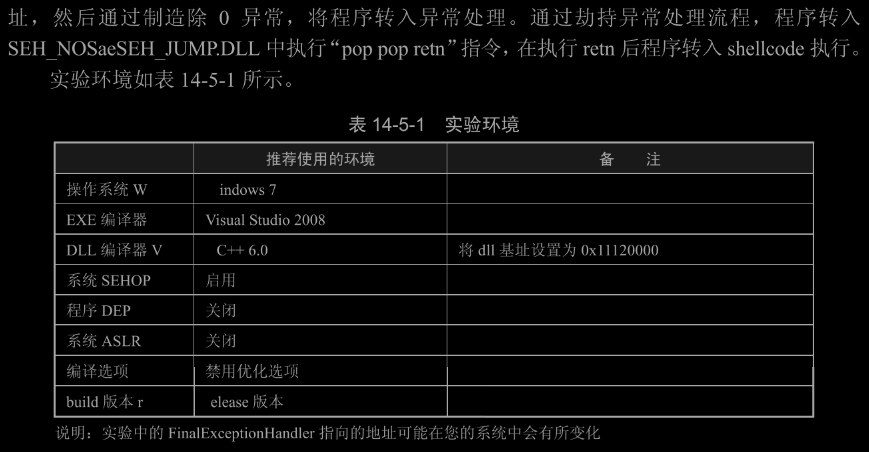 址，然后通过制造除 0 异常，将程序转入异常处理。通过劫持异常处理流程，程序转入
SEH_NOSaeSEH_JUMP.DLL 中执行“pop pop retn”指令，在执行 retn 后程序转入 shellcode 执行。
实验环境如表 14-5-1 所示。
表 14-5-1 实验环境
推荐使用的环境 备 注
操作系统 W indows 7
EXE 编译器 Visual Studio 2008
DLL 编译器 V C++ 6.0 将 dll 基址设置为 0x11120000
系统 SEHOP 启用
程序 DEP 关闭
系统 ASLR 关闭
编译选项 禁用优化选项
build 版本 r elease 版本
说明：实验中的 FinalExceptionHandler 指向的地址可能在您的系统中会有所变化